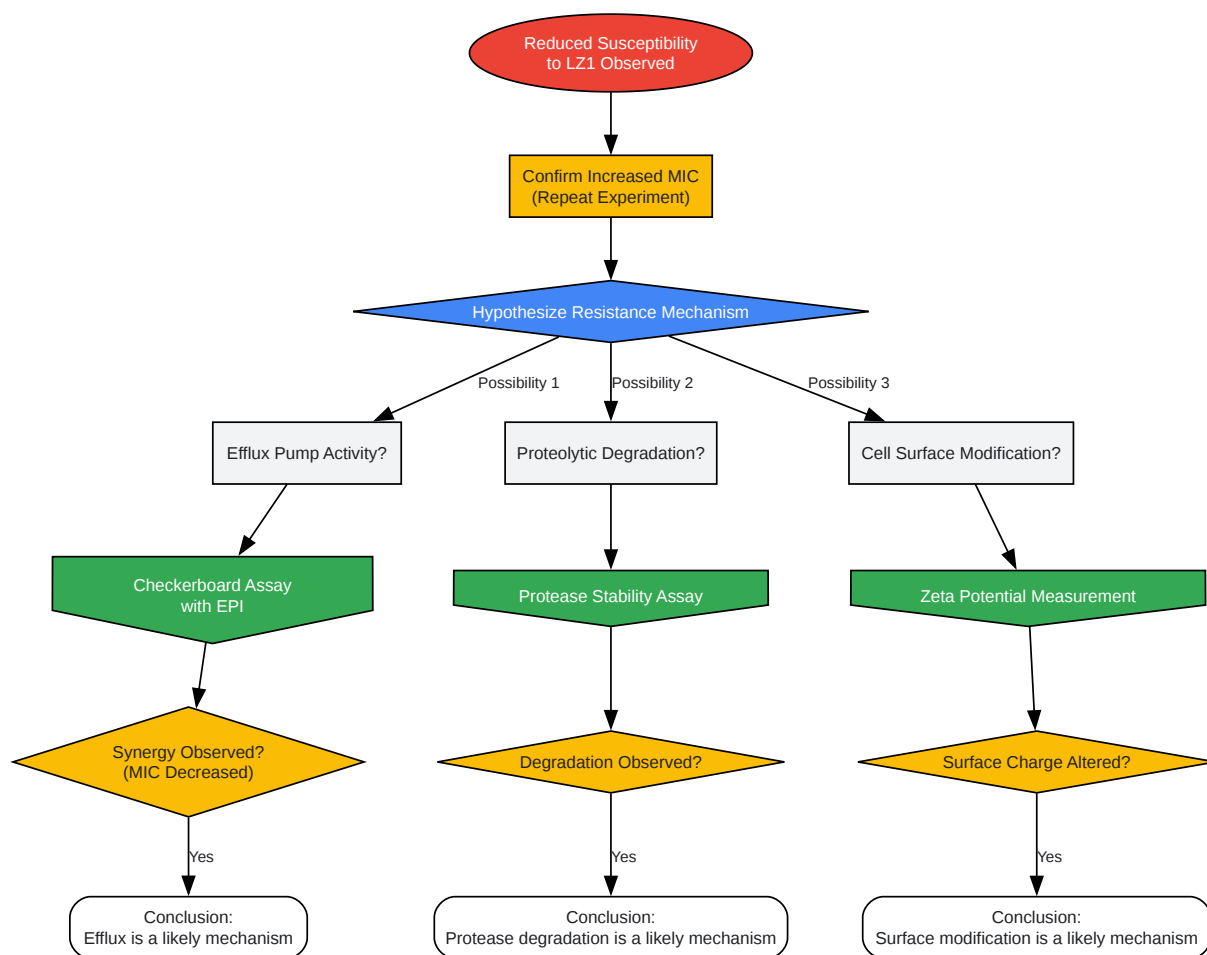 Reduced Susceptibility
to LZ1 Observed
Confirm Increased MIC
(Repeat Experiment)
Hypothesize Resistance Mechanism
Possibility 1
Possibility 2
Possibility 3
Efflux Pump Activity?
Proteolytic Degradation?
Cell Surface Modification?
Checkerboard Assay
with EPI
Protease Stability Assay
Zeta Potential Measurement
Synergy Observed?
(MIC Decreased)
Degradation Observed?
Surface Charge Altered?
Yes
Yes
Yes
Conclusion:
Efflux is a likely mechanism
Conclusion:
Protease degradation is a likely mechanism
Conclusion:
Surface modification is a likely mechanism